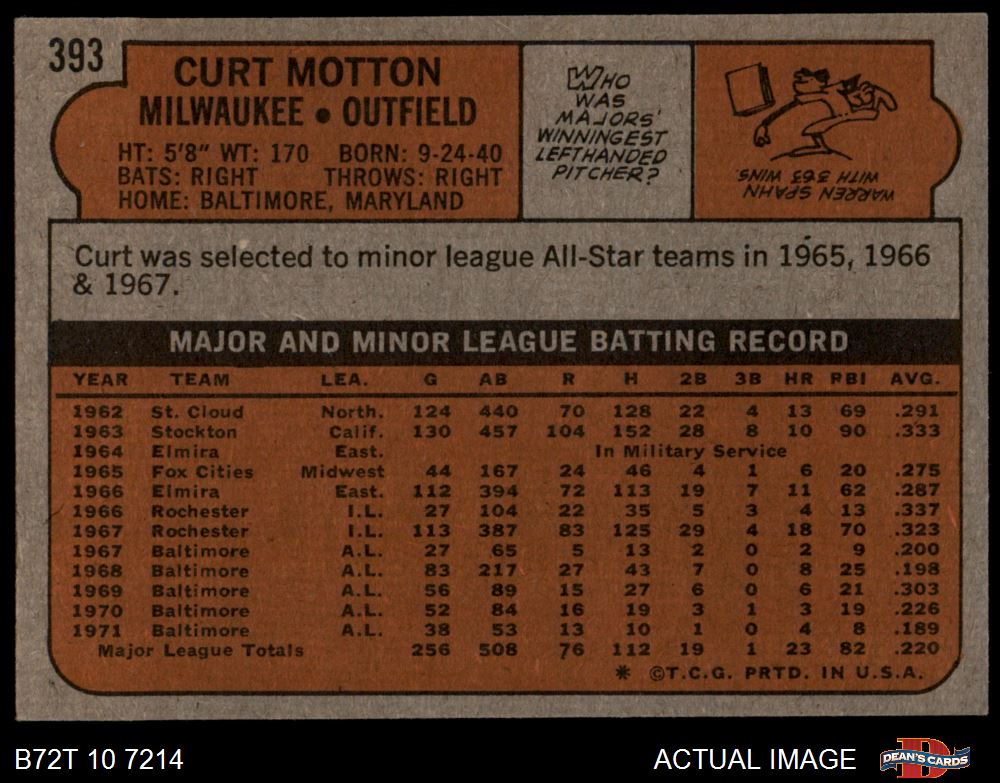 393
CURT MOTTON
MILWAUKEE • OUTFIELD
HT: 5'8" WT: 170 BORN: 9-24-40
BATS: RIGHT THROWS: RIGHT
HOME: BALTIMORE, MARYLAND
WHO
WAS
MAJORS'
WINNINGEST
LEFTHANDED
PITCHER?
WARREN SPAHN
WITH 363 WINS
Curt was selected to minor league All-Star teams in 1965, 1966
& 1967.
MAJOR AND MINOR LEAGUE BATTING RECORD
YEAR TEAM LEA. G AB R H 2B 3B HR RBI AVG.
1962 St. Cloud North. 124 440 70 128 22 4 13 69 .291
1963 Stockton Calif. 130 457 104 152 28 8 10 90 .333
1964 Elmira East. In Military Service
1965 Fox Cities Midwest 44 167 24 46 4 1 6 20 .275
1966 Elmira East. 112 394 72 113 19 7 11 62 .287
1966 Rochester I.L. 27 104 22 35 5 3 4 13 .337
1967 Rochester I.L. 113 387 83 125 29 4 18 70 .323
1967 Baltimore A.L. 27 65 5 13 2 0 2 9 .200
1968 Baltimore A.L. 83 217 27 43 7 0 8 25 .198
1969 Baltimore A.L. 56 89 15 27 6 0 6 21 .303
1970 Baltimore A.L. 52 84 16 19 3 1 3 19 .226
1971 Baltimore A.L. 38 53 13 10 1 0 4 8 .189
Major League Totals 256 508 76 112 19 1 23 82 .220
* ©T.C.G. PRTD. IN U.S.A.
B72T 10 7214 ACTUAL IMAGE DEAN'S CARDS